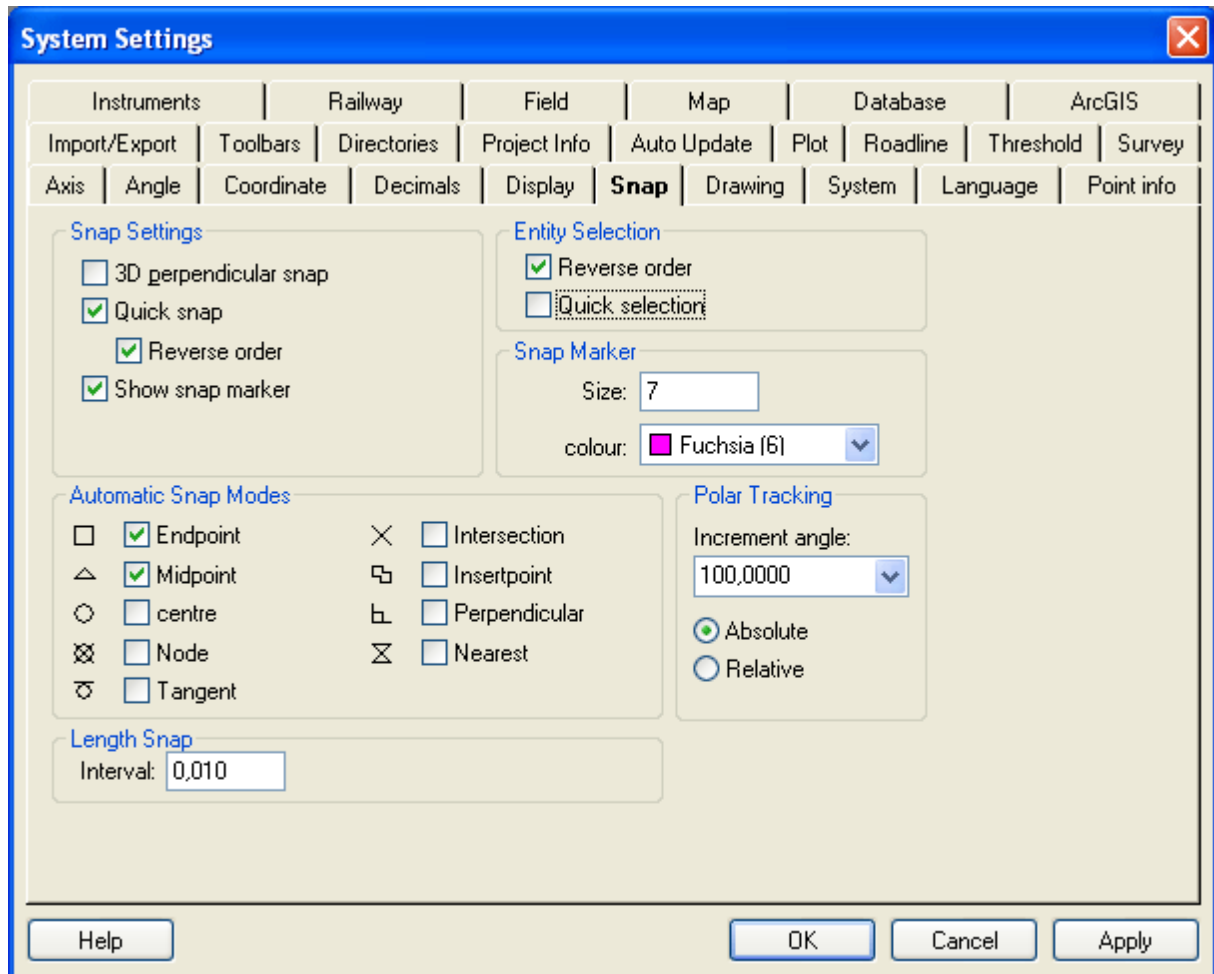 System Settings
Instruments Railway Field Map Database ArcGIS
Import/Export Toolbars Directories Project Info Auto Update Plot Roadline Threshold Survey
Axis Angle Coordinate Decimals Display Snap Drawing System Language Point info
Snap Settings
3D perpendicular snap
Quick snap
Reverse order
Show snap marker
Entity Selection
Reverse order
Quick selection
Snap Marker
Size: 7
colour: Fuchsia (6)
Automatic Snap Modes
Endpoint
Midpoint
centre
Node
Tangent
Intersection
Insertpoint
Perpendicular
Nearest
Polar Tracking
Increment angle:
100,0000
Absolute
Relative
Length Snap
Interval: 0,010
Help OK Cancel Apply